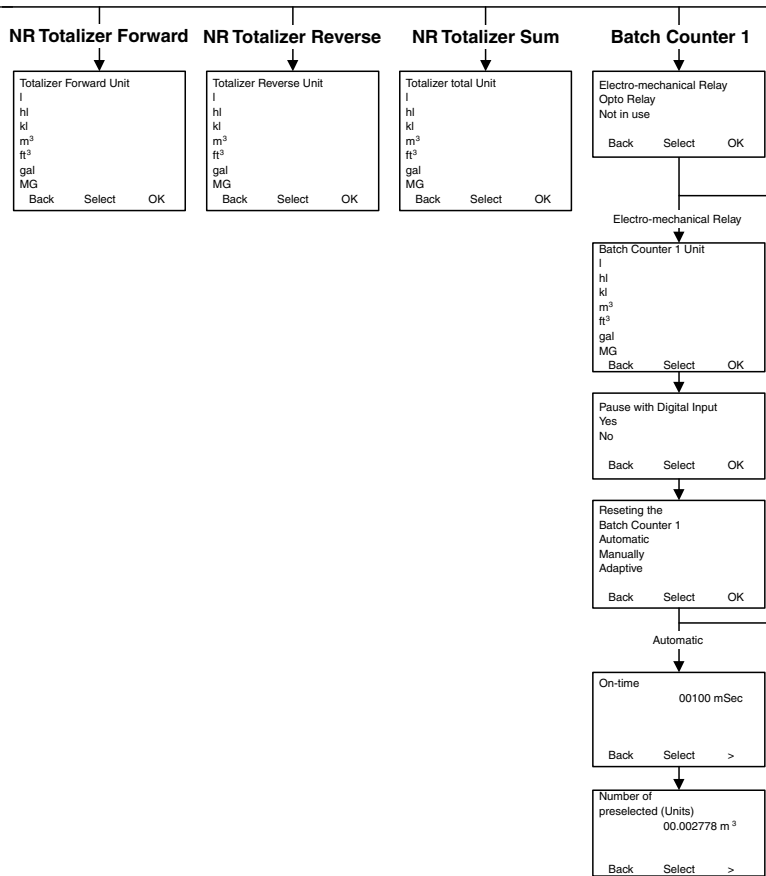 NR Totalizer Forward
Totalizer Forward Unit
l
hl
kl
m³
ft³
gal
MG
Back Select OK
NR Totalizer Reverse
Totalizer Reverse Unit
l
hl
kl
m³
ft³
gal
MG
Back Select OK
NR Totalizer Sum
Totalizer total Unit
l
hl
kl
m³
ft³
gal
MG
Back Select OK
Batch Counter 1
Electro-mechanical Relay
Opto Relay
Not in use
Back Select OK
Electro-mechanical Relay
Batch Counter 1 Unit
l
hl
kl
m³
ft³
gal
MG
Back Select OK
Pause with Digital Input
Yes
No
Back Select OK
Reseting the
Batch Counter 1
Automatic
Manually
Adaptive
Back Select OK
Automatic
On-time
00100 mSec
Back Select >
Number of
preselected (Units)
00.002778 m ³
Back Select >